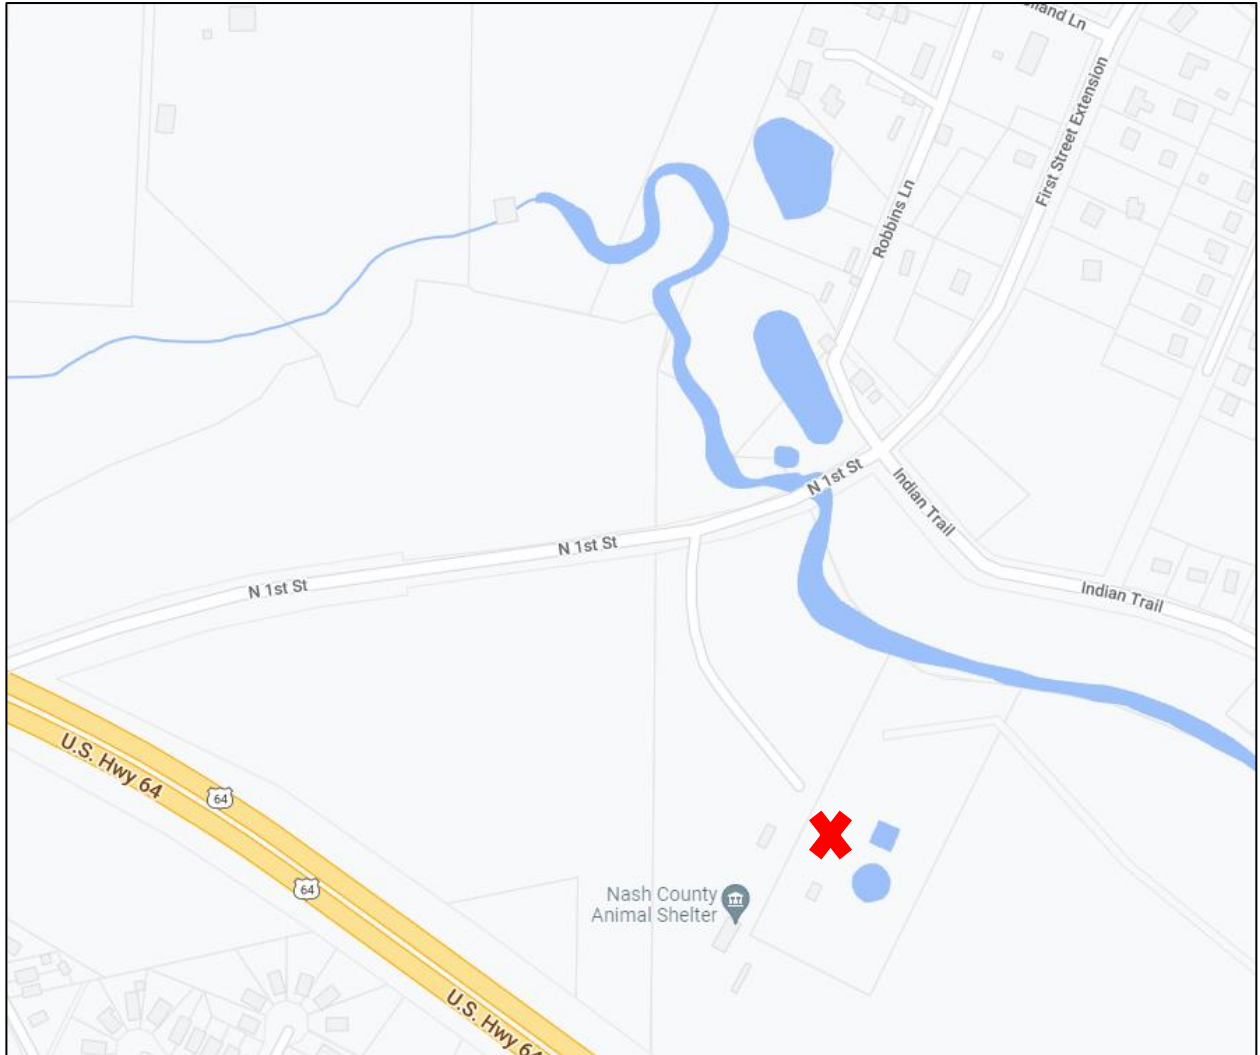 First Street Extension
Robbins Ln
N 1st St
Indian Trail
N 1st St
N 1st St
Indian Trail
U.S. Hwy 64
64
64
Nash County
Animal Shelter
U.S. Hwy 64